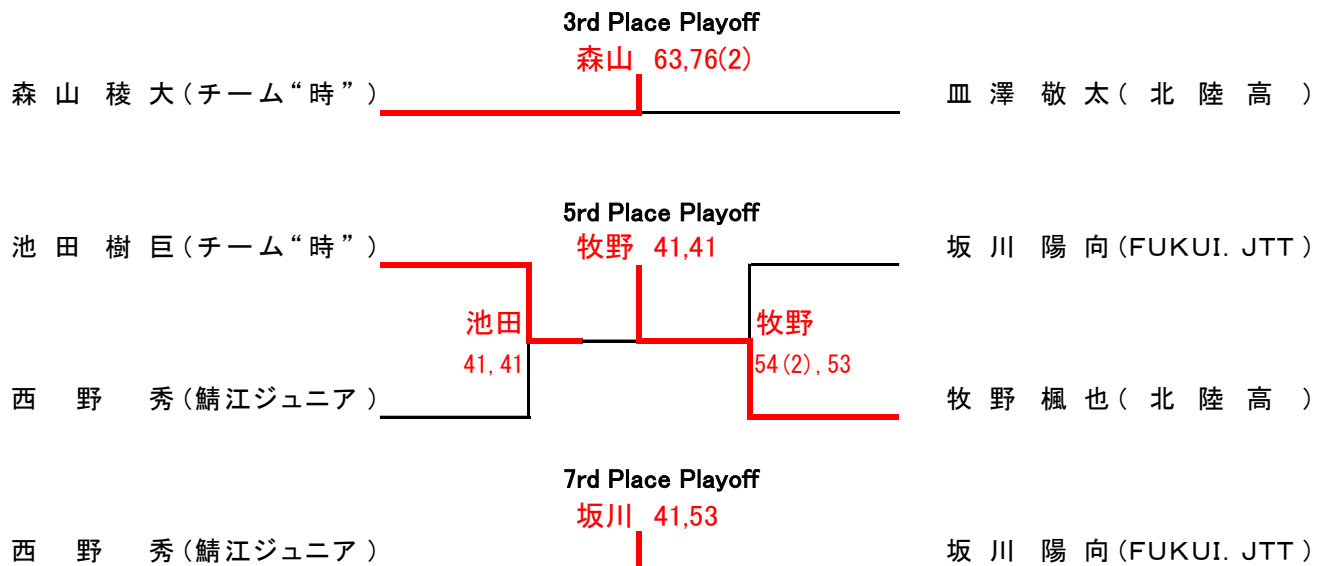 3rd Place Playoff
森山 63,76(2)
森山 稜大(チーム“時”) 皿澤敬太(北陸高)
5rd Place Playoff
池田樹巨(チーム“時”) 牧野 41,41 坂川 陽向(FUKUI.JTT)
池田 牧野
41,41 54(2),53
西野 秀(鯖江ジュニア) 牧野楓也(北陸高)
7rd Place Playoff
坂川 41,53
西野 秀(鯖江ジュニア) 坂川 陽向(FUKUI.JTT)